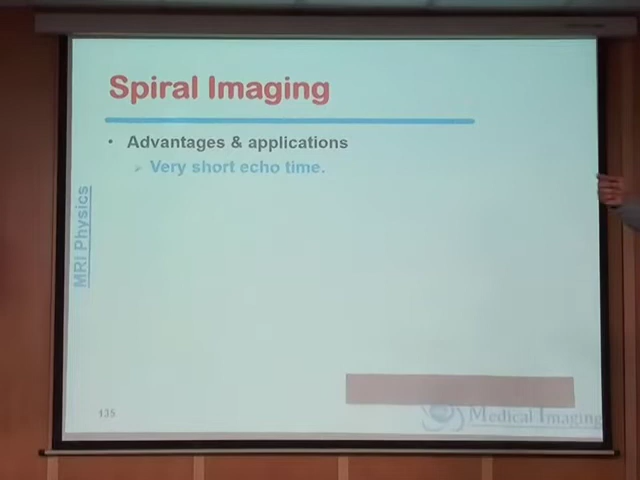 Spiral Imaging
• Advantages & applications
➢ Very short echo time.
MRI Physics
135
Medical Imaging